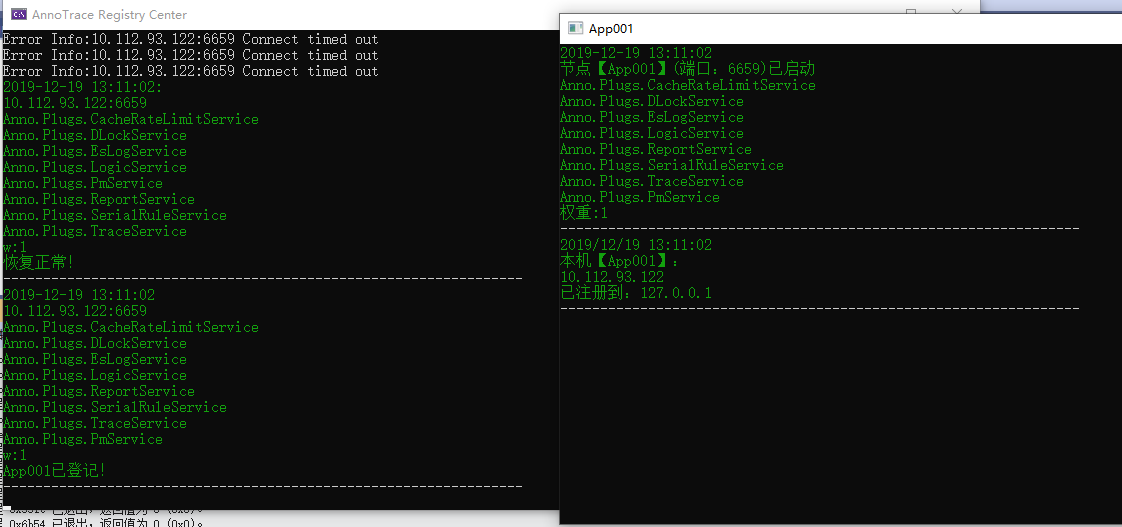 AnnoTrace Registry Center
Error Info:10.112.93.122:6659 Connect timed out
Error Info:10.112.93.122:6659 Connect timed out
Error Info:10.112.93.122:6659 Connect timed out
2019-12-19 13:11:02:
10.112.93.122:6659
Anno.Plugs.CacheRateLimitService
Anno.Plugs.DLockService
Anno.Plugs.EsLogService
Anno.Plugs.LogicService
Anno.Plugs.PmService
Anno.Plugs.ReportService
Anno.Plugs.SerialRuleService
Anno.Plugs.TraceService
w:1
恢复正常!
-----------------------------------------------------------------
2019-12-19 13:11:02
10.112.93.122:6659
Anno.Plugs.CacheRateLimitService
Anno.Plugs.DLockService
Anno.Plugs.EsLogService
Anno.Plugs.LogicService
Anno.Plugs.ReportService
Anno.Plugs.SerialRuleService
Anno.Plugs.TraceService
Anno.Plugs.PmService
w:1
App001已登记!
-----------------------------------------------------------------
0x6b54 已退出，返回值为 0 (0x0)。
App001
2019-12-19 13:11:02
节点【App001】(端口：6659)已启动
Anno.Plugs.CacheRateLimitService
Anno.Plugs.DLockService
Anno.Plugs.EsLogService
Anno.Plugs.LogicService
Anno.Plugs.ReportService
Anno.Plugs.SerialRuleService
Anno.Plugs.TraceService
Anno.Plugs.PmService
权重:1
-----------------------------------------------------------------
2019/12/19 13:11:02
本机【App001】：
10.112.93.122
已注册到：127.0.0.1
-----------------------------------------------------------------